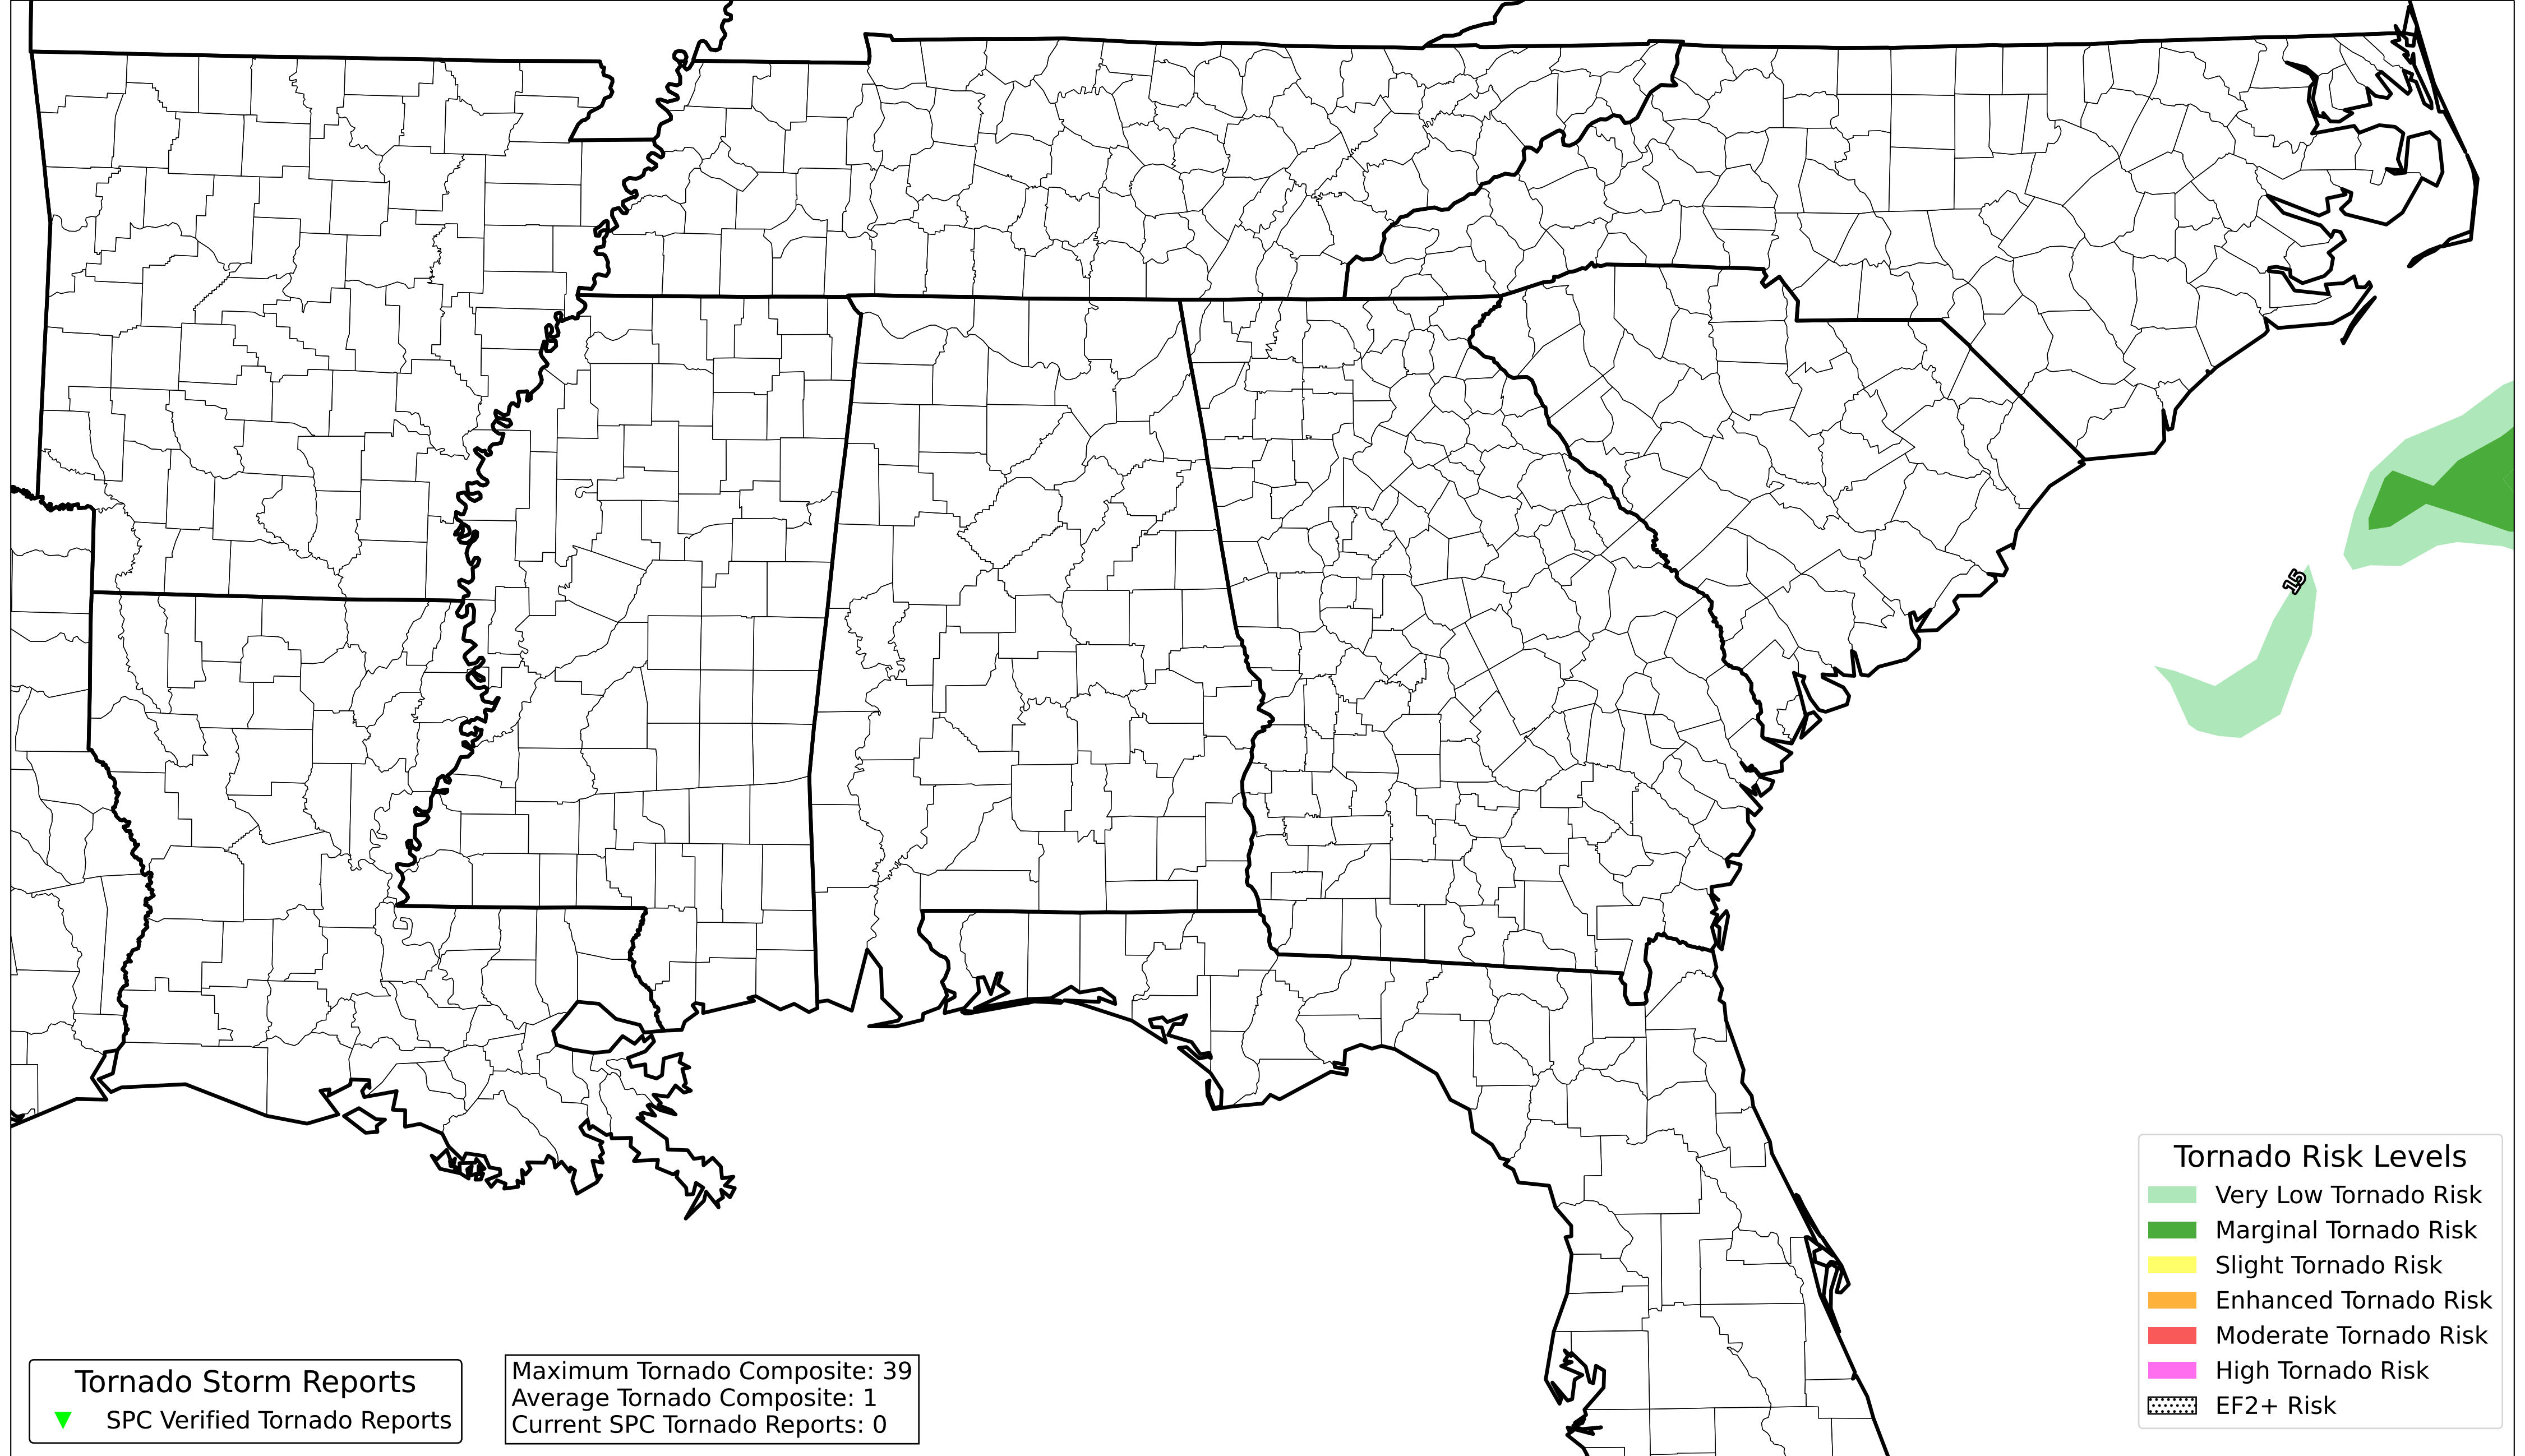 15
Tornado Risk Levels
Very Low Tornado Risk
Marginal Tornado Risk
Slight Tornado Risk
Enhanced Tornado Risk
Moderate Tornado Risk
High Tornado Risk
EF2+ Risk
Tornado Storm Reports
SPC Verified Tornado Reports
Maximum Tornado Composite: 39
Average Tornado Composite: 1
Current SPC Tornado Reports: 0